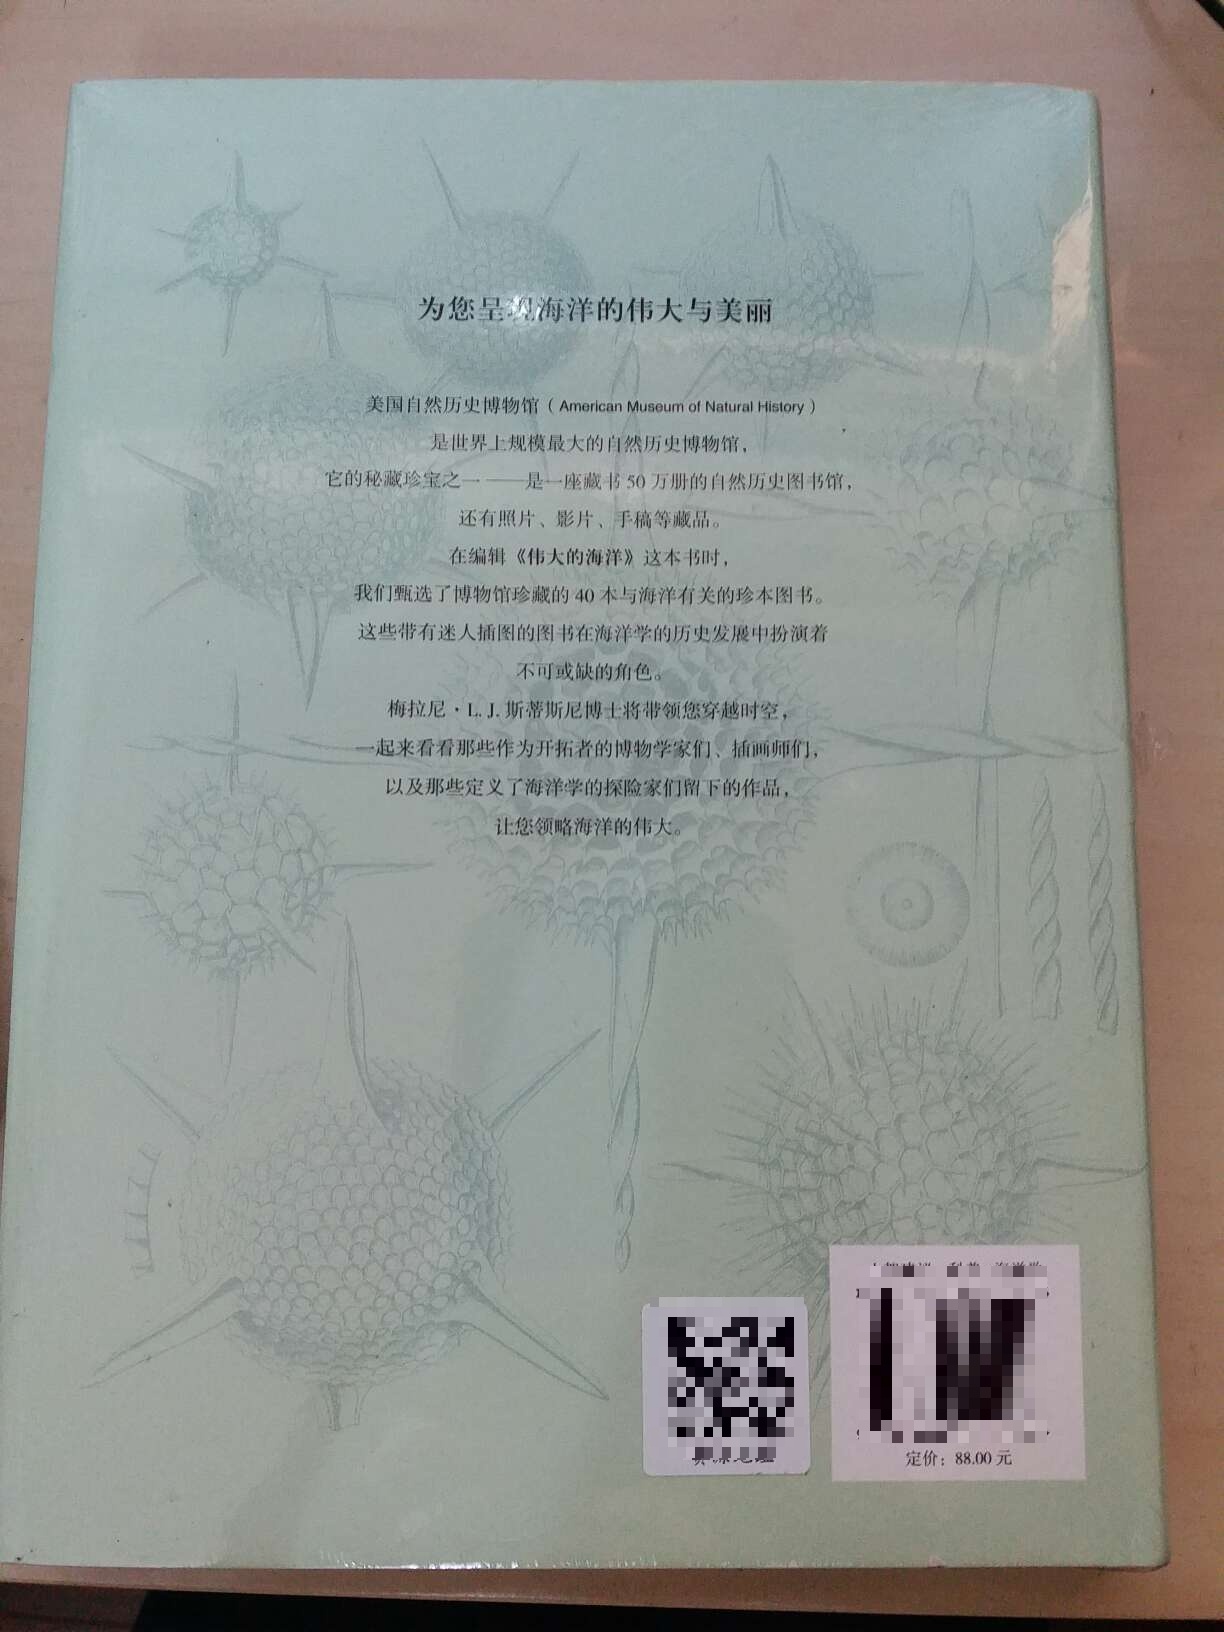 为您呈现海洋的伟大与美丽
美国自然历史博物馆（American Museum of Natural History）
是世界上规模最大的自然历史博物馆，
它的秘藏珍宝之一——是一座藏书 50 万册的自然历史图书馆，
还有照片、影片、手稿等藏品。
在编辑《伟大的海洋》这本书时，
我们甄选了博物馆珍藏的 40 本与海洋有关的珍本图书。
这些带有迷人插图的图书在海洋学的历史发展中扮演着
不可或缺的角色。
梅拉尼·L. J. 斯蒂斯尼博士将带领您穿越时空，
一起来看看那些作为开拓者的博物学家们、插画师们，
以及那些定义了海洋学的探险家们留下的作品，
让您领略海洋的伟大。
定价：88.00 元